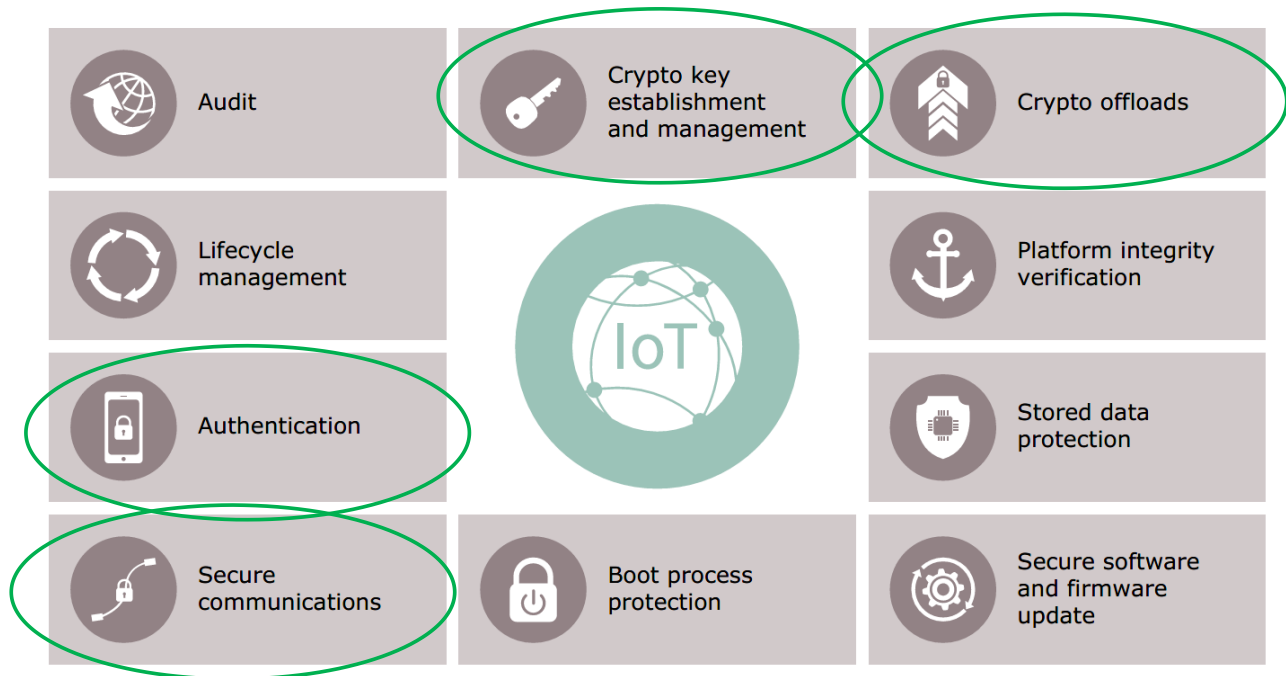 Audit
Crypto key
establishment
and management
Crypto offloads
Lifecycle
management
IoT
Platform integrity
verification
Authentication
Stored data
protection
Secure
communications
Boot process
protection
Secure software
and firmware
update